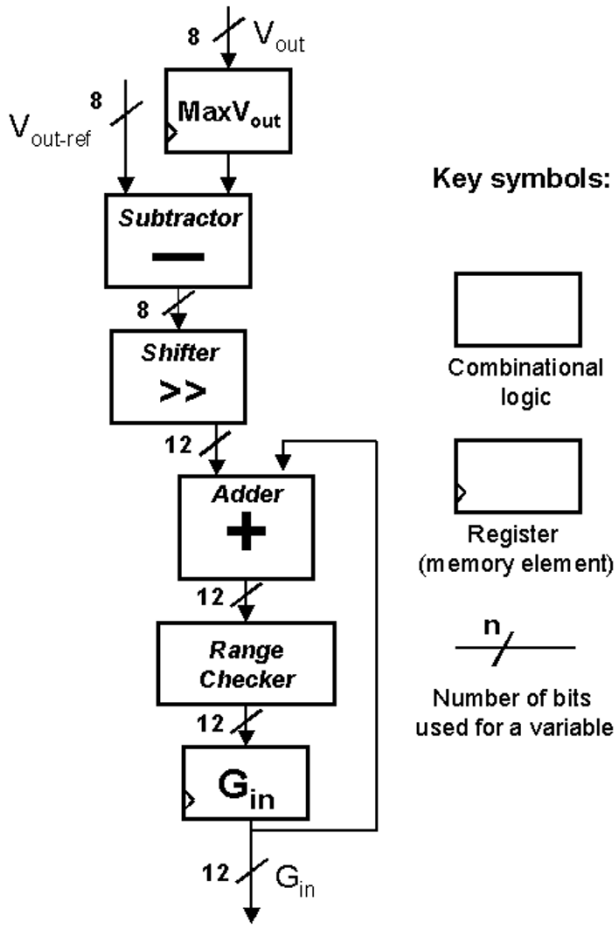 8 Vout
8
Vout-ref
MaxVout
Subtractor
—
8
Shifter
>>
12
Adder
+
12
Range
Checker
12
Gin
12 Gin
Key symbols:
Combinational
logic
Register
(memory element)
n
Number of bits
used for a variable